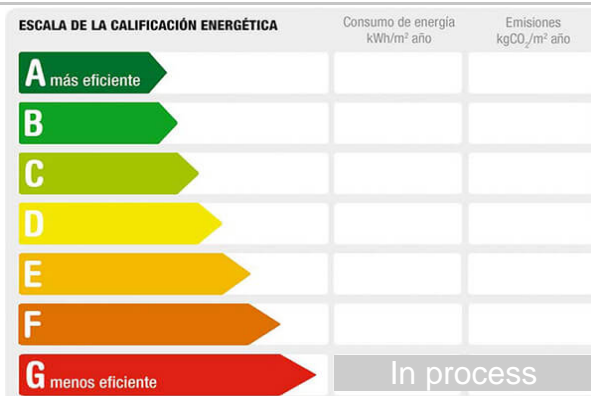 ESCALA DE LA CALIFICACIÓN ENERGÉTICA
Consumo de energía
kWh/m² año
Emisiones
kgCO₂/m² año
A más eficiente
B
C
D
E
F
G menos eficiente
In process